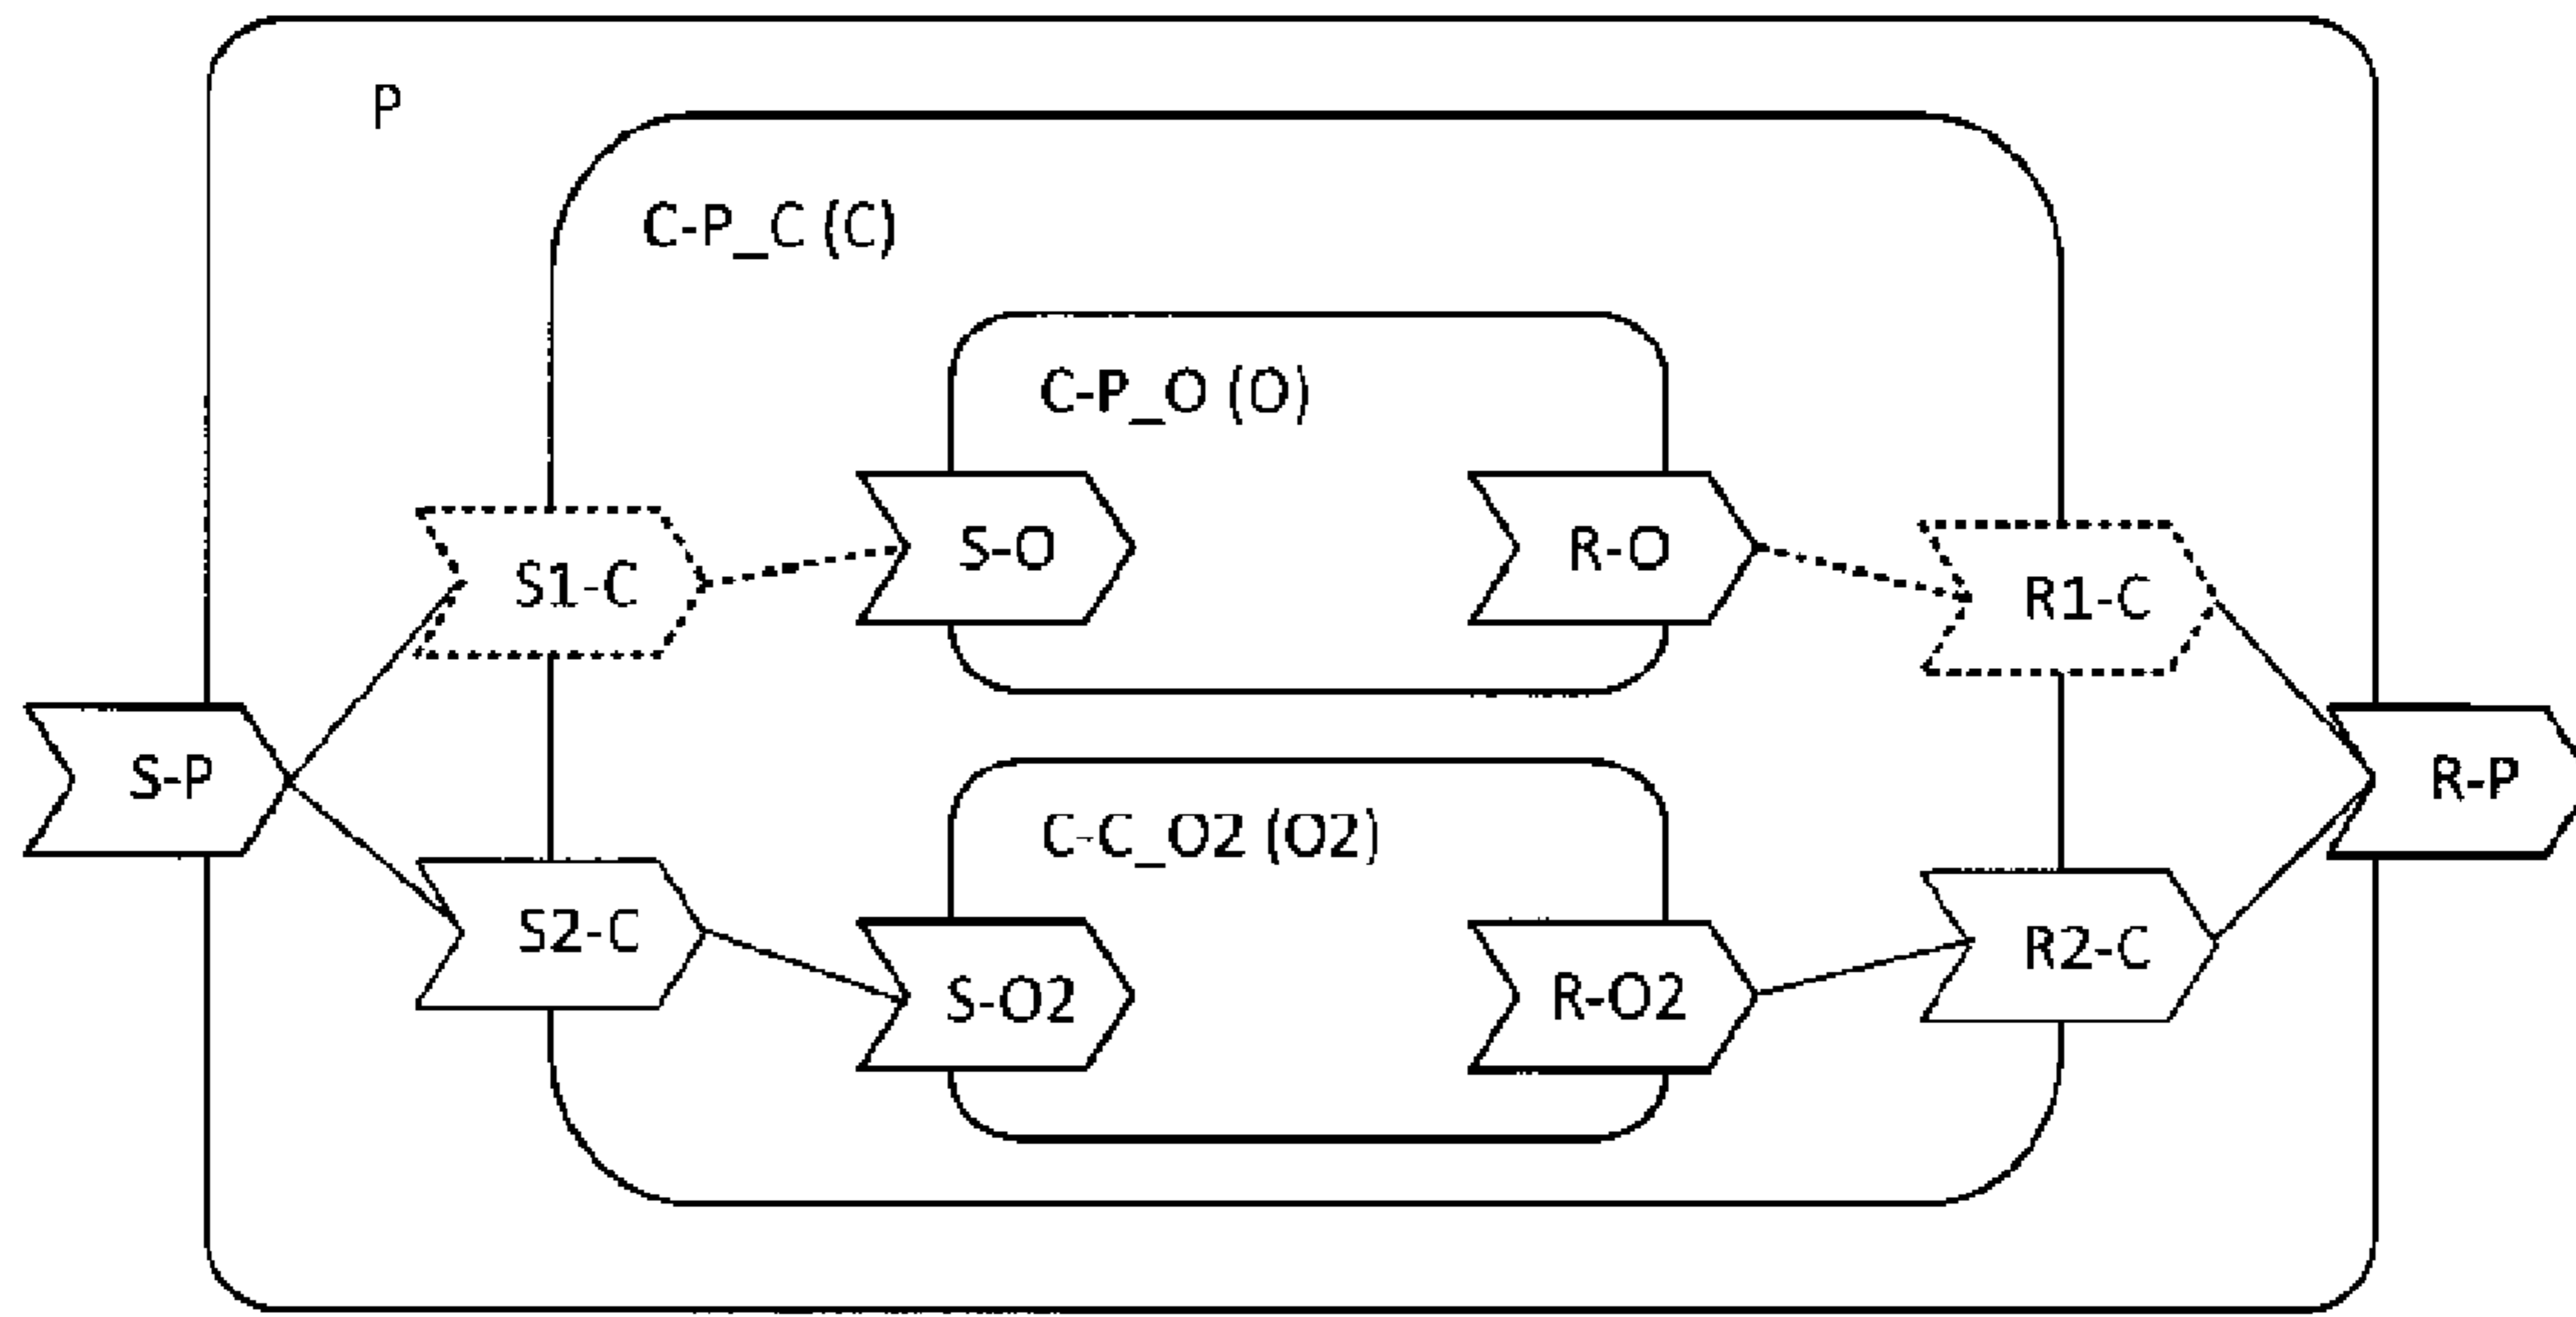 P
C-P_C (C)
C-P_O (O)
S-O
R-O
S1-C
R1-C
S-P
R-P
C-C_O2 (O2)
S2-C
R2-C
S-O2
R-O2